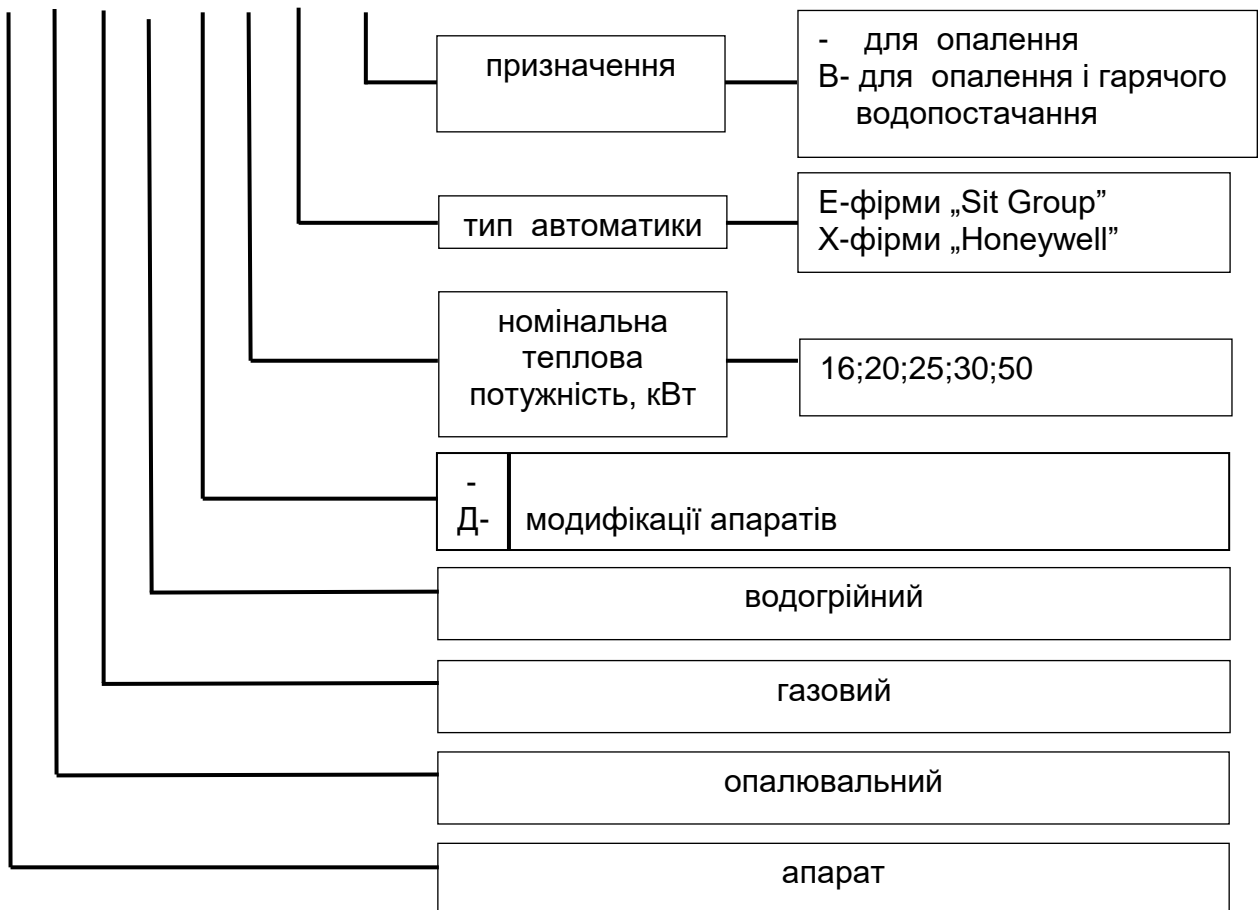 призначення
- для опалення
В- для опалення і гарячого
водопостачання
тип автоматики
Е-фірми „Sit Group”
Х-фірми „Honeywell”
номінальна
теплова
потужність, кВт
16;20;25;30;50
-
Д- модифікації апаратів
водогрійний
газовий
опалювальний
апарат